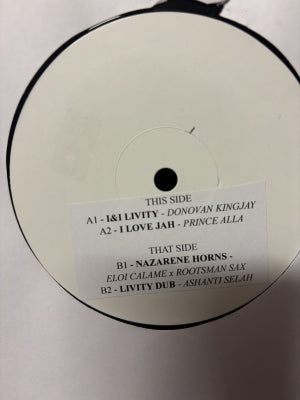 THIS SIDE
A1 - I&I LIVITY - DONOVAN KINGJAY
A2 - I LOVE JAH - PRINCE ALLA
THAT SIDE
B1 - NAZARENE HORNS -
ELOI CALAME x ROOTSMAN SAX
B2 - LIVITY DUB - ASHANTI SELAH